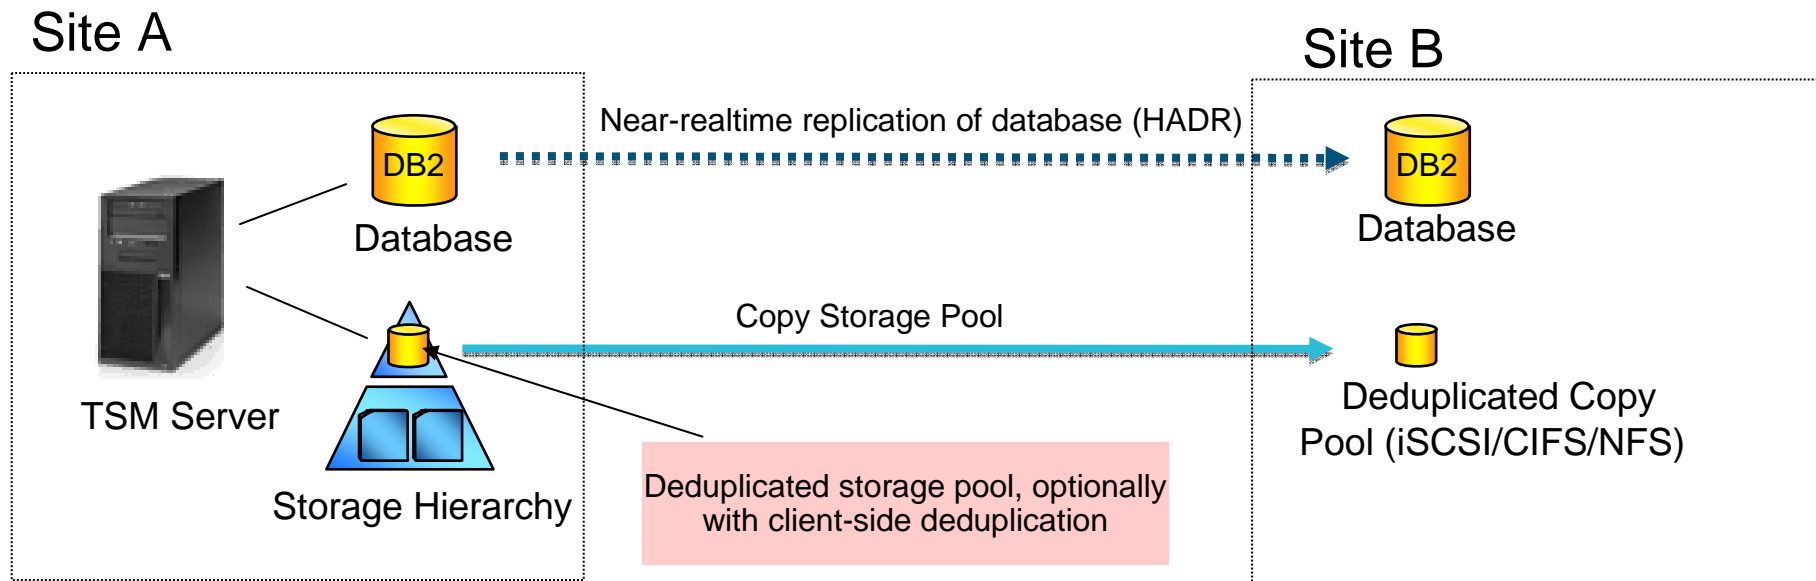 Site A
Site B
Near-realtime replication of database (HADR)
DB2
DB2
Database
Database
Copy Storage Pool
TSM Server
Deduplicated Copy
Pool (iSCSI/CIFS/NFS)
Storage Hierarchy
Deduplicated storage pool, optionally
with client-side deduplication